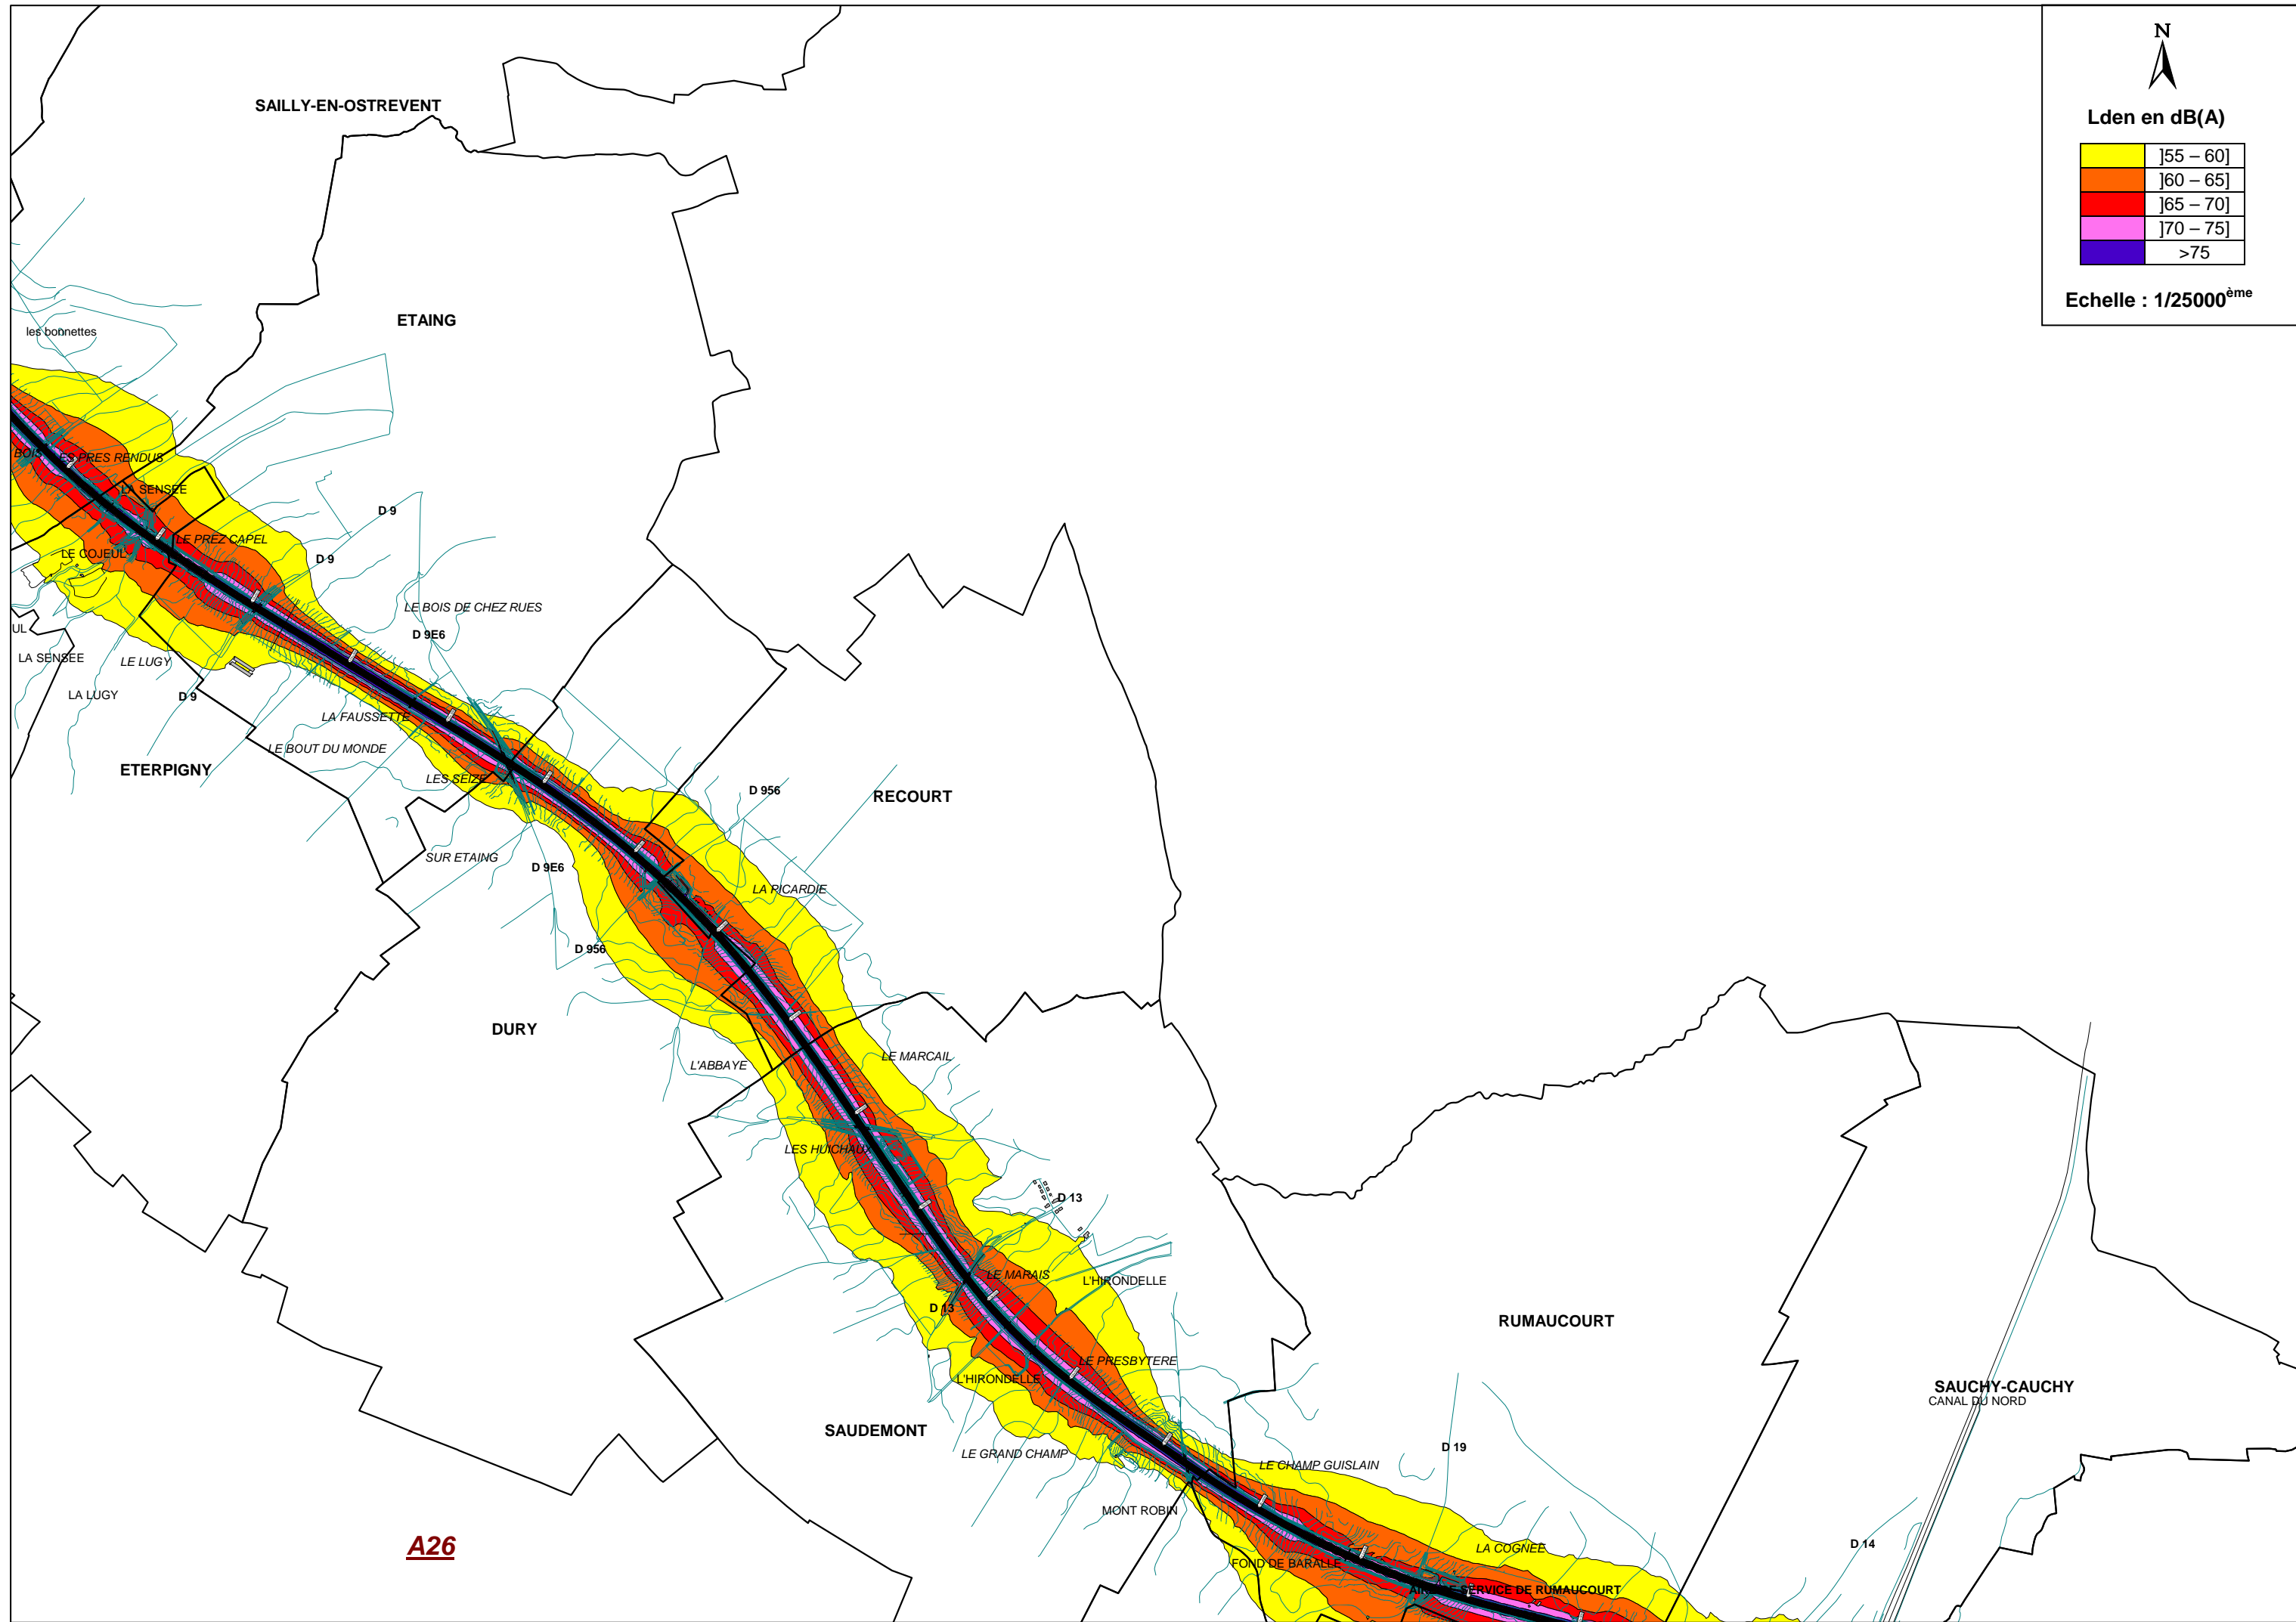 N
Lden en dB(A)
]55 – 60]
]60 – 65]
]65 – 70]
]70 – 75]
>75
Echelle : 1/25000ème
SAILLY-EN-OSTREVENT
ETAING
les bonnettes
BOIS
LES PRES RENDUS
LA SENSEE
D 9
LE PREZ CAPEL
LE COJEUL
D 9
LE BOIS DE CHEZ RUES
UL
D 9E6
LA SENSEE
LE LUGY
LA LUGY
D 9
LA FAUSSETTE
LE BOUT DU MONDE
ETERPIGNY
LES SEIZE
D 956
RECOURT
SUR ETAING
D 9E6
LA PICARDIE
D 956
DURY
LE MARCAIL
L'ABBAYE
LES HUICHAUX
D 13
LE MARAIS
L'HIRONDELLE
D 13
RUMAUCOURT
LE PRESBYTERE
L'HIRONDELLE
SAUCHY-CAUCHY
CANAL DU NORD
SAUDEMONT
D 19
LE GRAND CHAMP
LE CHAMP GUISLAIN
MONT ROBIN
A26
D 14
LA COGNEE
FOND DE BARALLE
AIRE DE SERVICE DE RUMAUCOURT